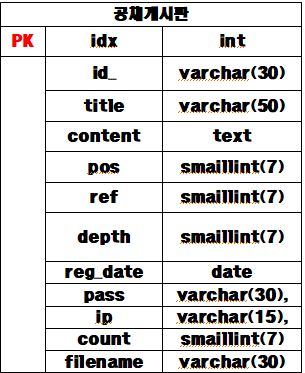 공채게시판
PK idx int
id_ varchar(30)
title varchar(50)
content text
pos smaillint(7)
ref smaillint(7)
depth smaillint(7)
reg_date date
pass varchar(30),
ip varchar(15),
count smaillint(7)
filename varchar(30)